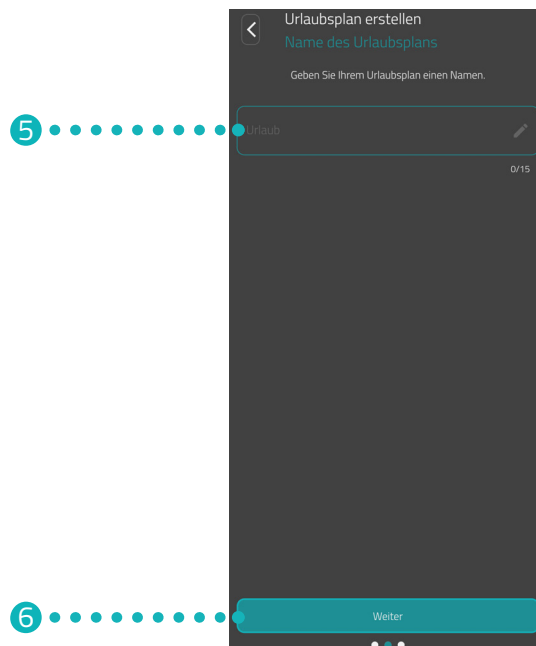 Urlaubsplan erstellen
Name des Urlaubsplans
Geben Sie Ihrem Urlaubsplan einen Namen.
5
Urlaub
0/15
6
Weiter